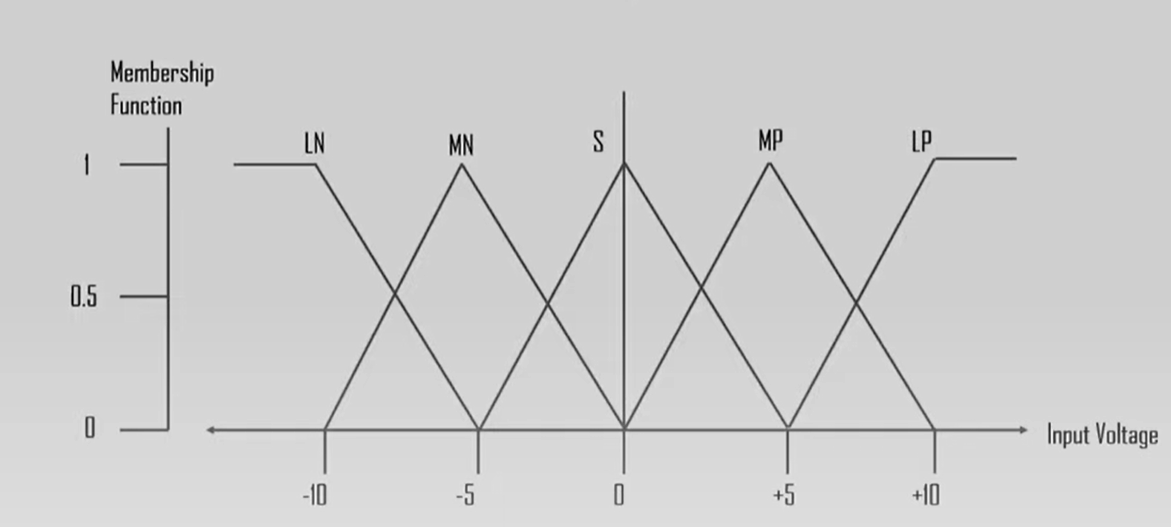 Membership
Function
LN
MN
S
MP
LP
1
0.5
0
Input Voltage
-10
-5
0
+5
+10